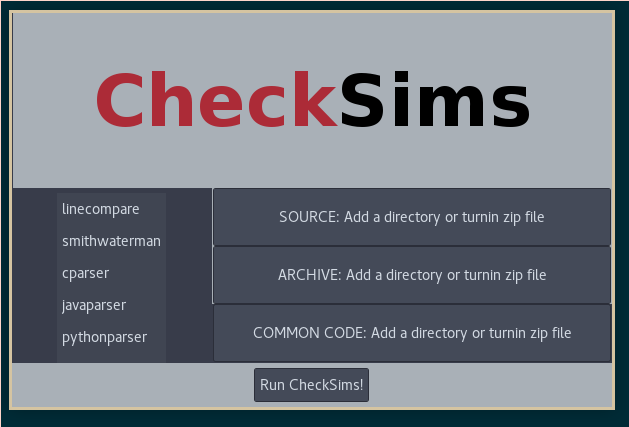 CheckSims
linecompare
smithwaterman
cparser
javaparser
pythonparser
SOURCE: Add a directory or turnin zip file
ARCHIVE: Add a directory or turnin zip file
COMMON CODE: Add a directory or turnin zip file
Run CheckSims!